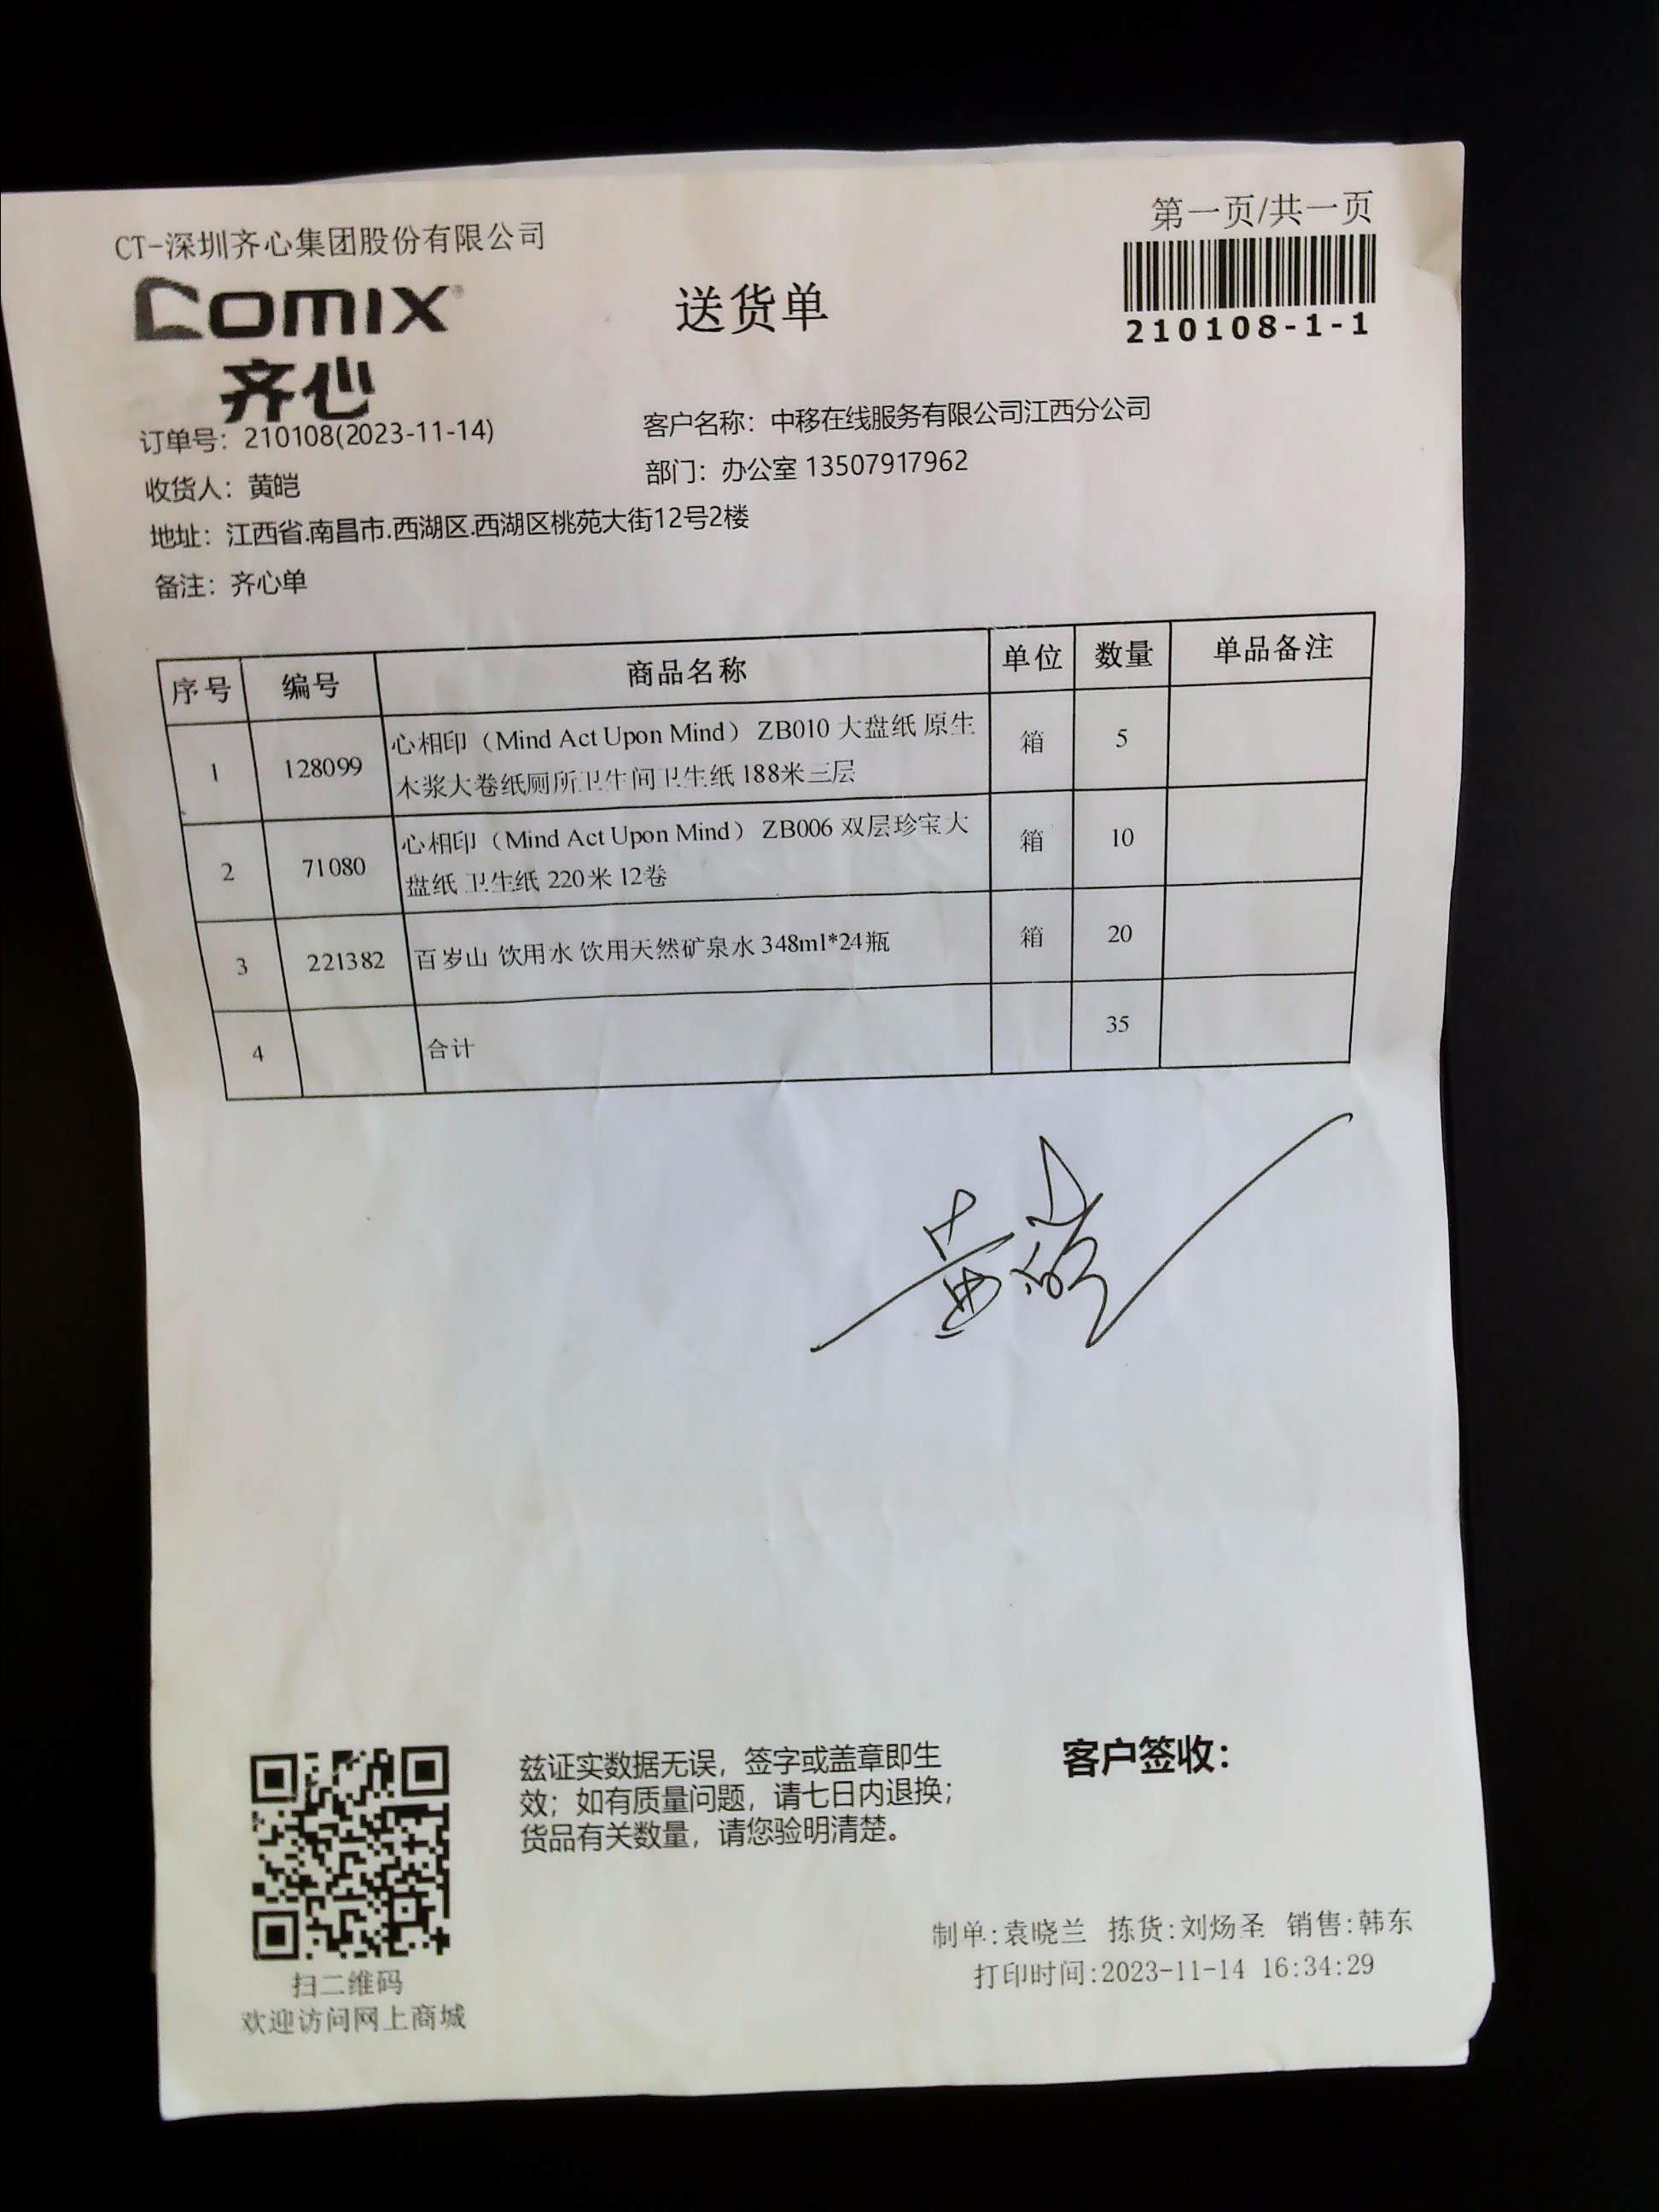 第一页/共一页
CT-深圳齐心集团股份有限公司
comix
齐心
送货单
210108-1-1
订单号：210108(2023-11-14)
客户名称：中移在线服务有限公司江西分公司
收货人：黄皑
部门：办公室 13507917962
地址：江西省.南昌市.西湖区.西湖区桃苑大街12号2楼
备注：齐心单
序号 编号 商品名称 单位 数量 单品备注
1 128099 心相印（Mind Act Upon Mind） ZB010 大盘纸 原生 箱 5
木浆大卷纸厕所卫生间卫生纸 188米三层
2 71080 心相印（Mind Act Upon Mind） ZB006 双层珍宝大 箱 10
盘纸 卫生纸 220米 12卷
3 221382 百岁山 饮用水 饮用天然矿泉水 348ml*24瓶 箱 20
4 合计 35
黄皑
兹证实数据无误，签字或盖章即生
效；如有质量问题，请七日内退换；
货品有关数量，请您验明清楚。
客户签收：
扫二维码
欢迎访问网上商城
制单:袁晓兰 拣货:刘炀圣 销售:韩东
打印时间:2023-11-14 16:34:29